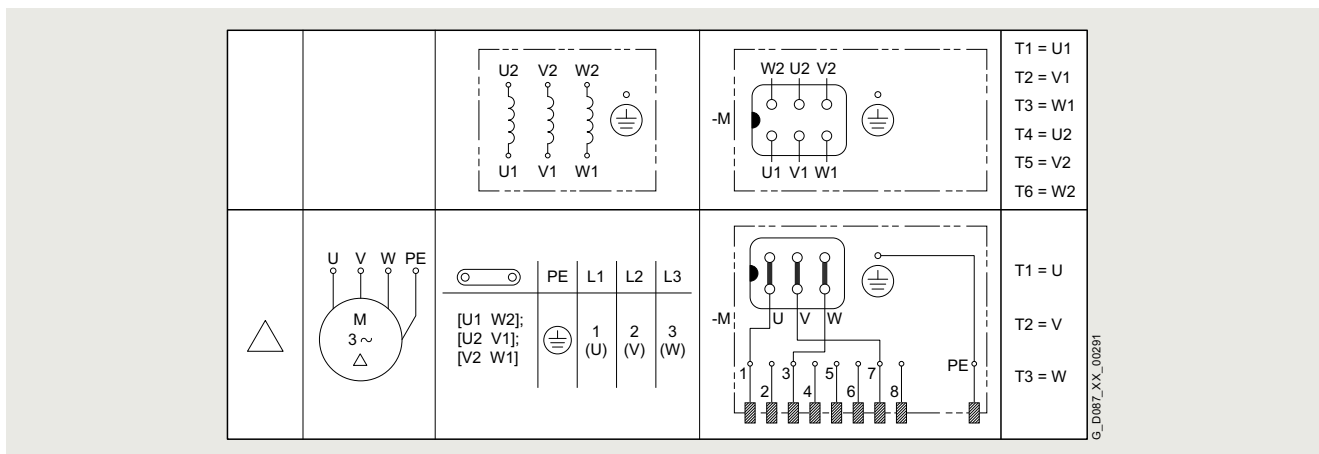 U2 V2 W2
U1 V1 W1
-M
W2 U2 V2
U1 V1 W1
T1 = U1
T2 = V1
T3 = W1
T4 = U2
T5 = V2
T6 = W2
U V W PE
M
3 ~
PE L1 L2 L3
[U1 W2];
[U2 V1];
[V2 W1]
1 (U)
2 (V)
3 (W)
-M
U V W
1 2 3 4 5 6 7 8
PE
T1 = U
T2 = V
T3 = W
G_D087_XX_00291